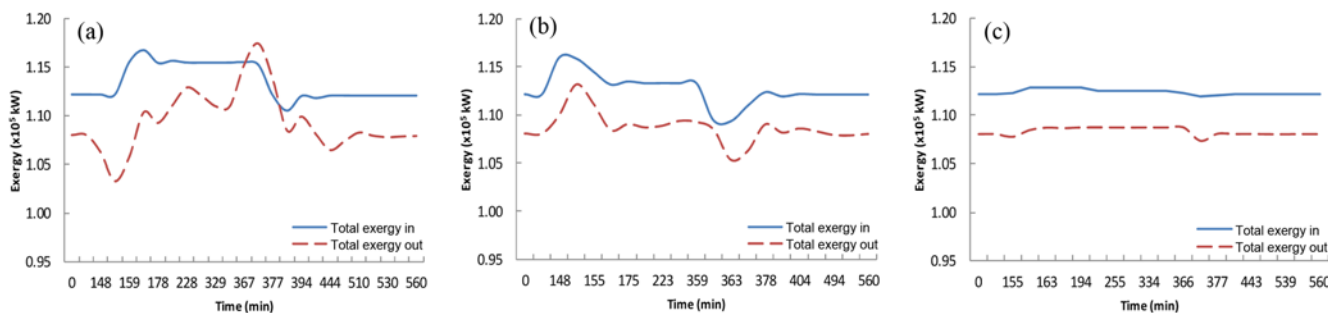 (a)
Exergy (x10⁵ kW)
1.20
1.15
1.10
1.05
1.00
0.95
Total exergy in
Total exergy out
0 148 159 178 228 329 367 377 394 444 510 530 560
Time (min)
(b)
Exergy (x10⁵ kW)
1.20
1.15
1.10
1.05
1.00
0.95
Total exergy in
Total exergy out
0 148 155 175 223 359 363 378 404 494 560
Time (min)
(c)
Exergy (x10⁵ kW)
1.20
1.15
1.10
1.05
1.00
0.95
Total exergy in
Total exergy out
0 155 163 194 255 334 366 377 443 539 560
Time (min)